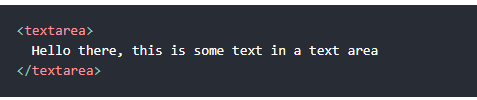 <textarea>
  Hello there, this is some text in a text area
</textarea>